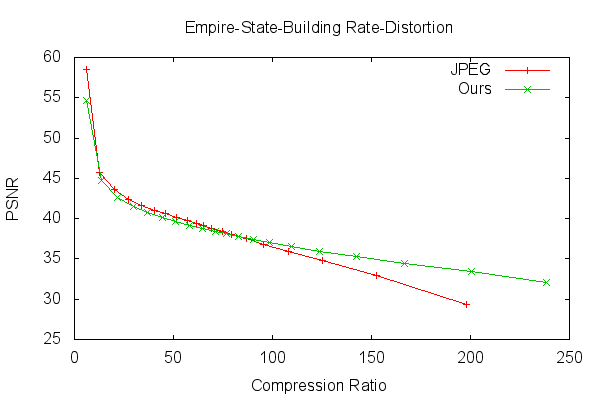 Empire-State-Building Rate-Distortion
60
55
50
45
40
35
30
25
PSNR
JPEG
Ours
0 50 100 150 200 250
Compression Ratio